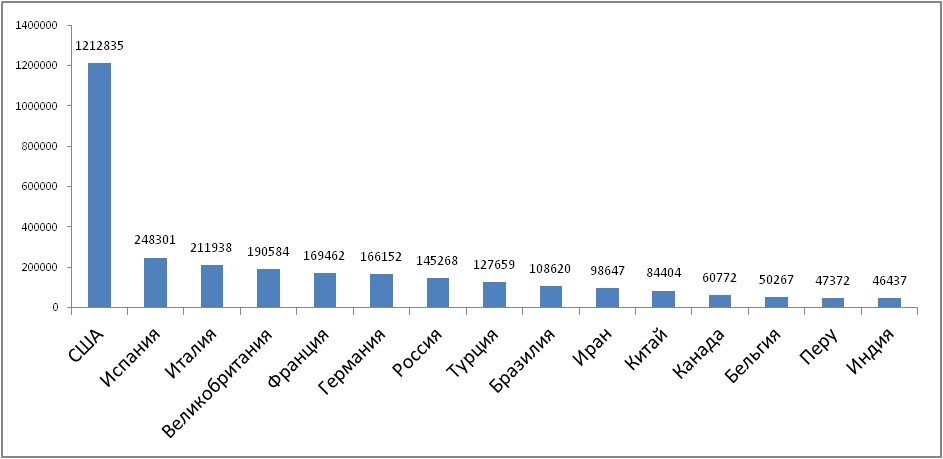 1400000
1200000
1000000
800000
600000
400000
200000
0
1212835
248301
211938
190584
169462
166152
145268
127659
108620
98647
84404
60772
50267
47372
46437
США
Испания
Италия
Великобритания
Франция
Германия
Россия
Турция
Бразилия
Иран
Китай
Канада
Бельгия
Перу
Индия